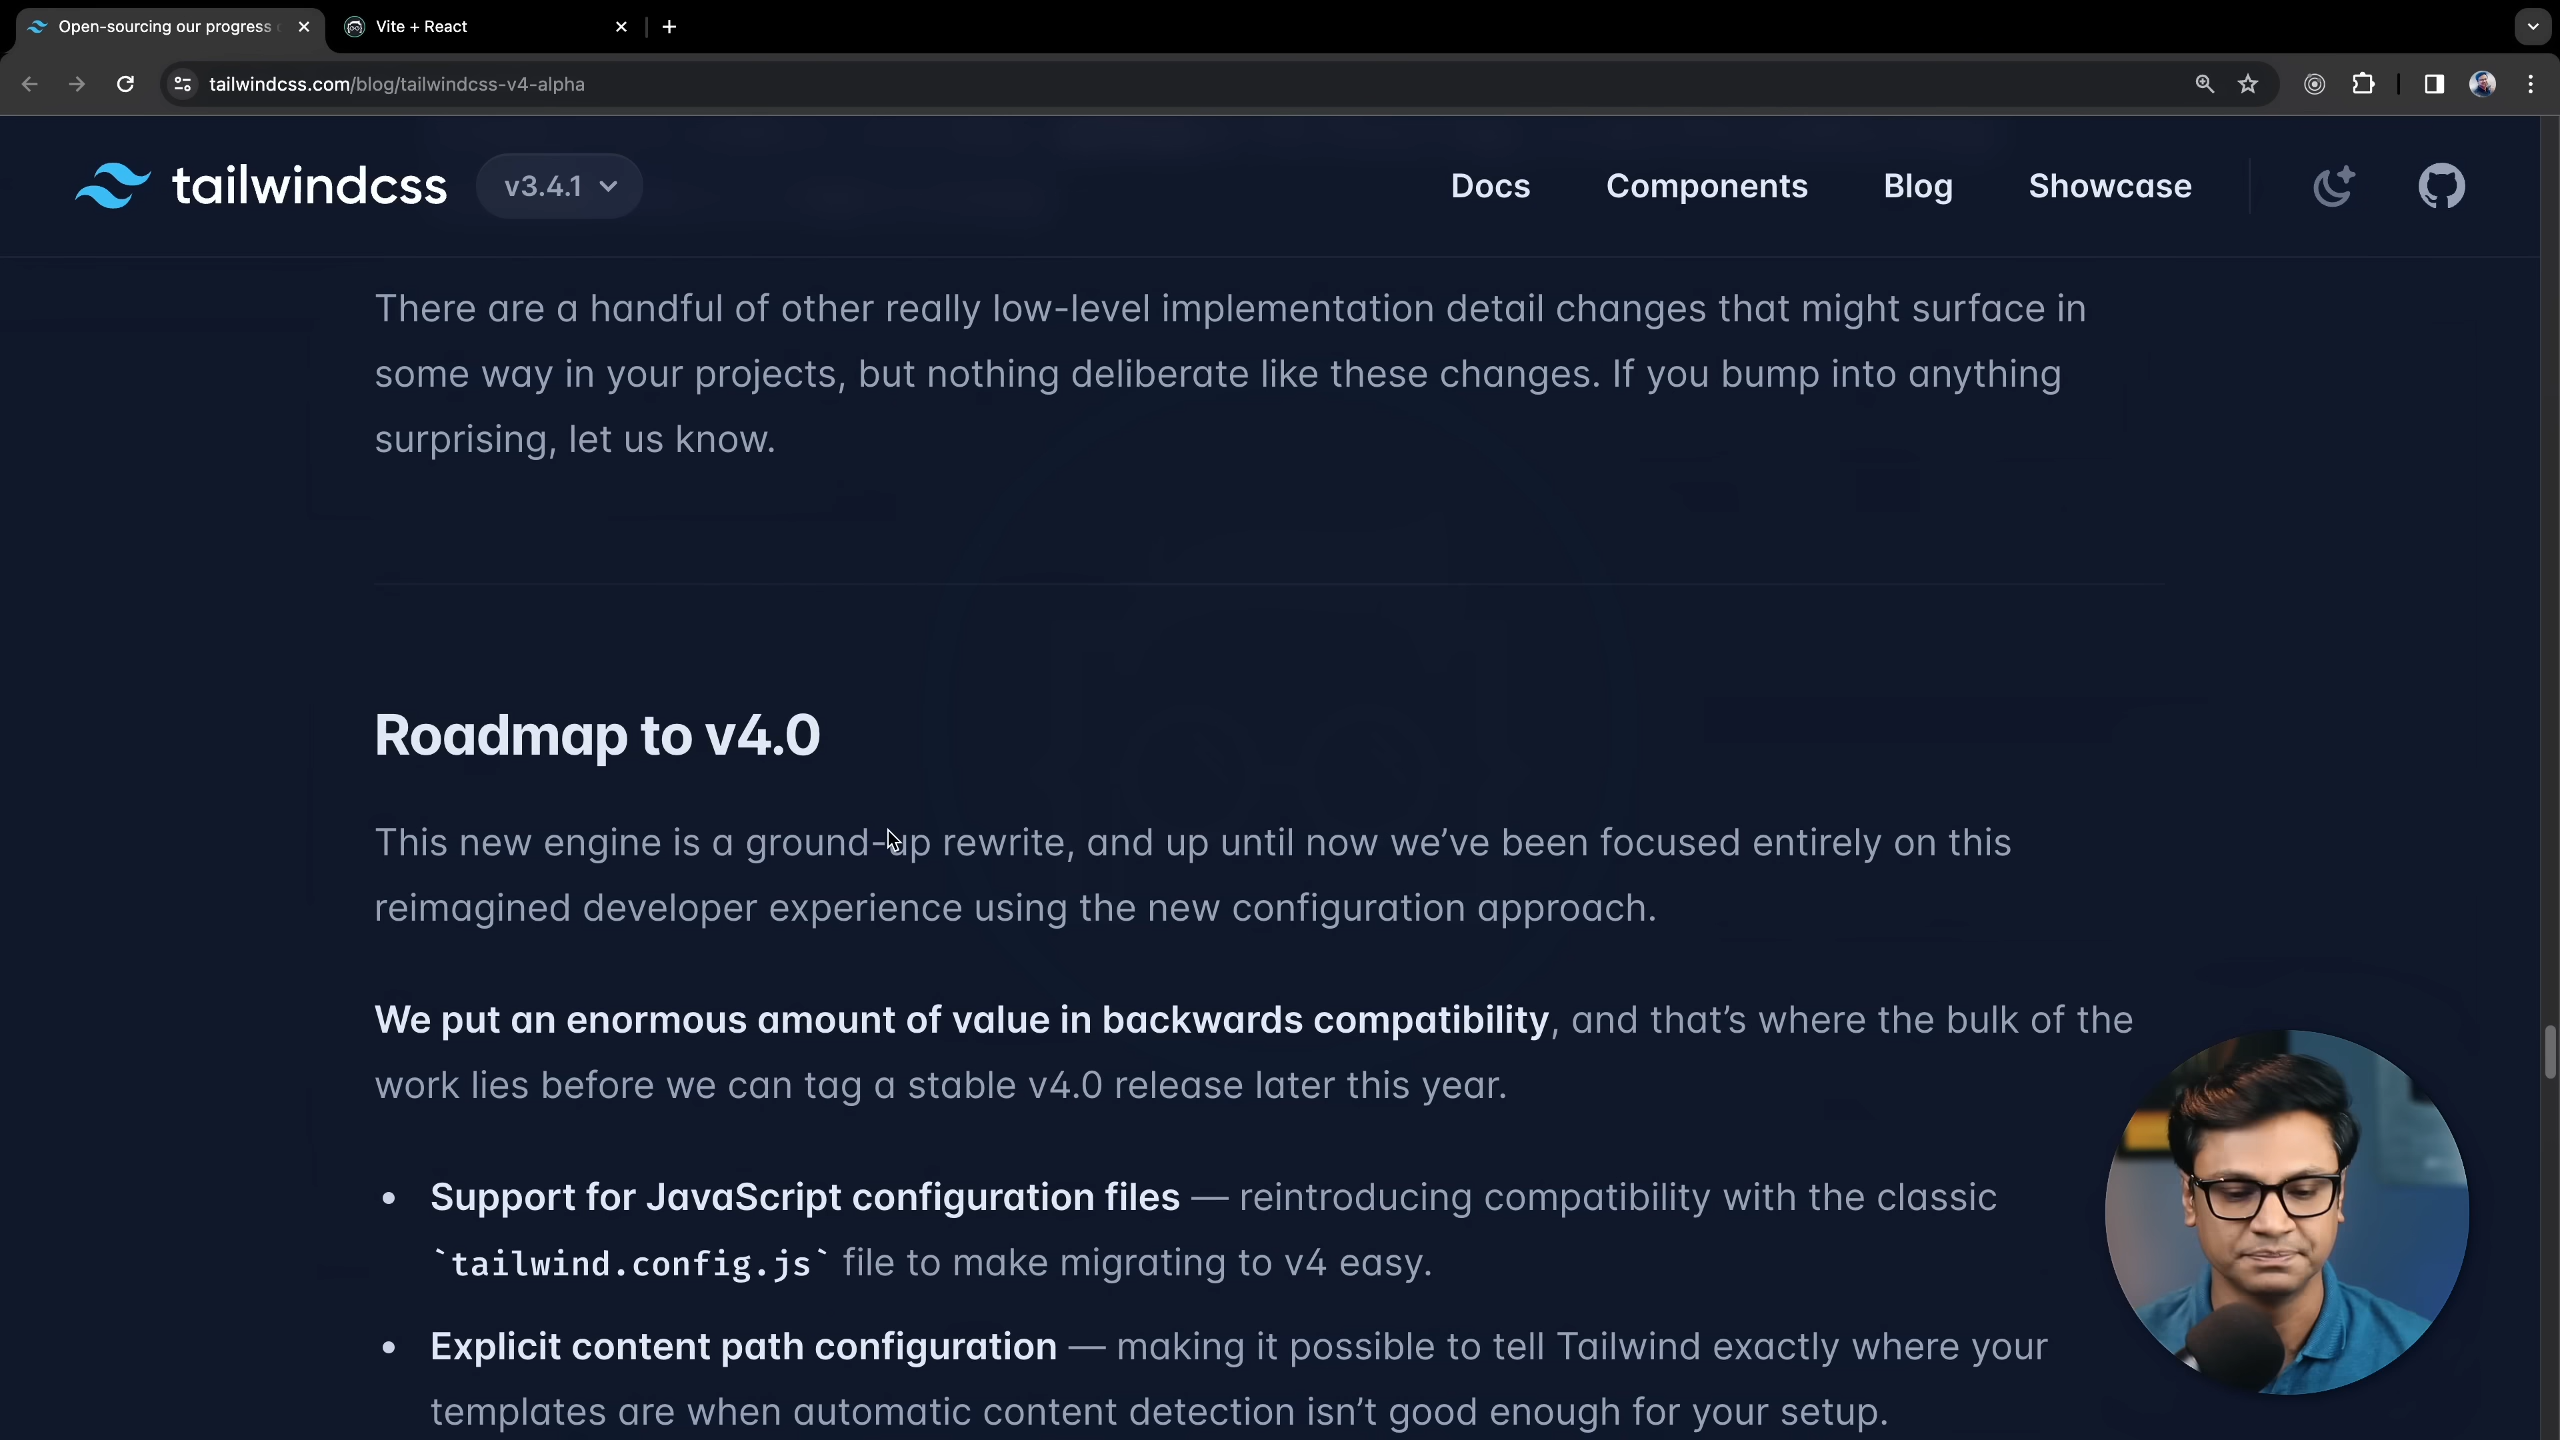 Open-sourcing our progress
Vite + React
tailwindcss.com/blog/tailwindcss-v4-alpha
tailwindcss
v3.4.1
Docs
Components
Blog
Showcase
There are a handful of other really low-level implementation detail changes that might surface in
some way in your projects, but nothing deliberate like these changes. If you bump into anything
surprising, let us know.
Roadmap to v4.0
This new engine is a ground-up rewrite, and up until now we’ve been focused entirely on this
reimagined developer experience using the new configuration approach.
We put an enormous amount of value in backwards compatibility, and that’s where the bulk of the
work lies before we can tag a stable v4.0 release later this year.
• Support for JavaScript configuration files — reintroducing compatibility with the classic
`tailwind.config.js` file to make migrating to v4 easy.
• Explicit content path configuration — making it possible to tell Tailwind exactly where your
templates are when automatic content detection isn’t good enough for your setup.